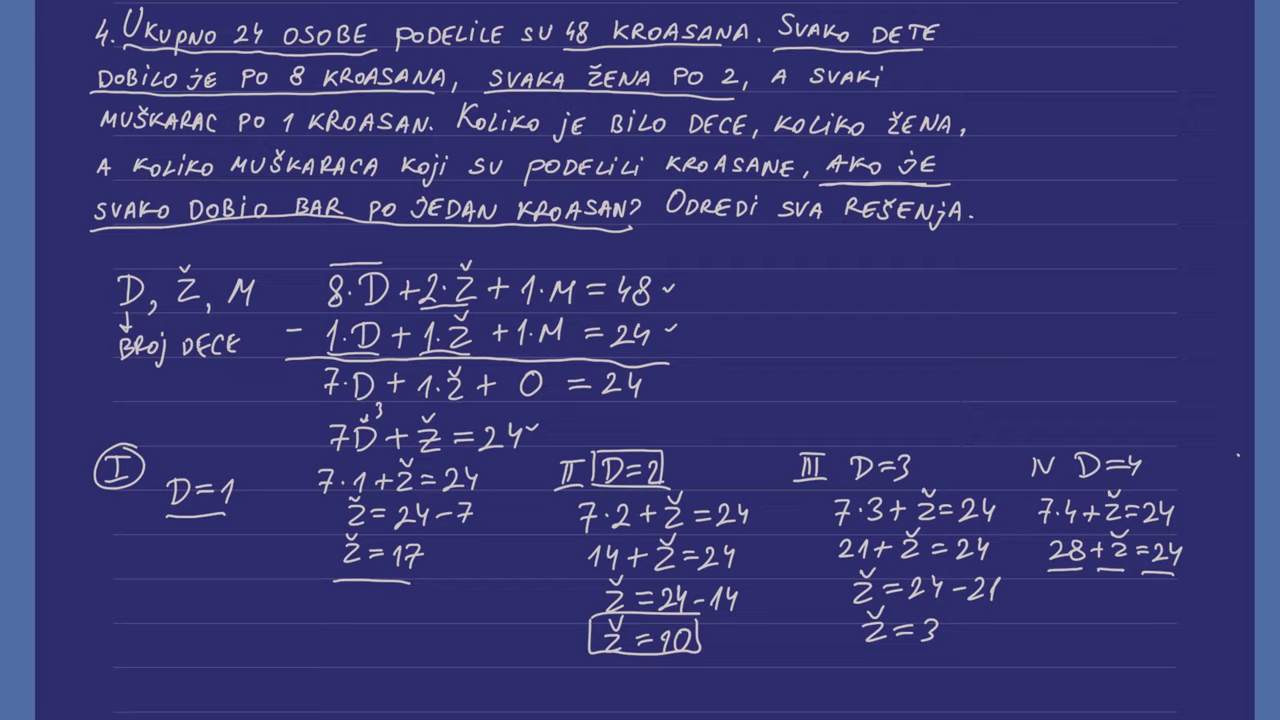 4. Ukupno 24 osobe podelile su 48 kroasana. Svako dete
dobilo je po 8 kroasana, svaka žena po 2, a svaki
muškarac po 1 kroasan. Koliko je bilo dece, koliko žena,
a koliko muškaraca koji su podelili kroasane, ako je
svako dobio bar po jedan kroasan? Odredi sva rešenja.
D, Ž, M
broj dece
8·D + 2·Ž + 1·M = 48
- 1·D + 1·Ž + 1·M = 24
7·D + 1·Ž + 0 = 24
3
7D + Ž = 24
I D=1
7·1 + Ž = 24
Ž = 24-7
Ž = 17
II D=2
7·2 + Ž = 24
14 + Ž = 24
Ž = 24-14
Ž = 10
III D=3
7·3 + Ž = 24
21 + Ž = 24
Ž = 24-21
Ž = 3
IV D=4
7·4 + Ž = 24
28 + Ž = 24